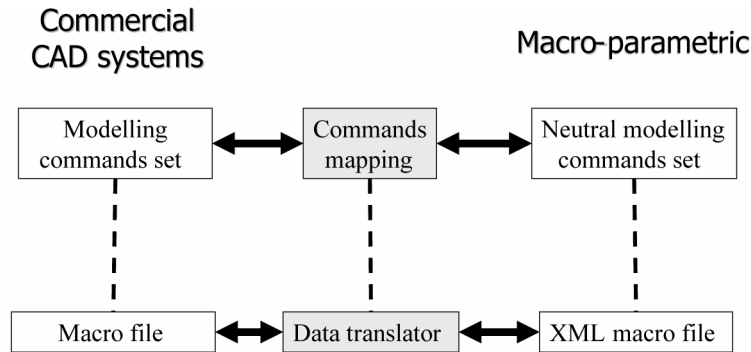 Commercial
CAD systems
Macro-parametric
Modelling
commands set
Commands
mapping
Neutral modelling
commands set
Macro file
Data translator
XML macro file